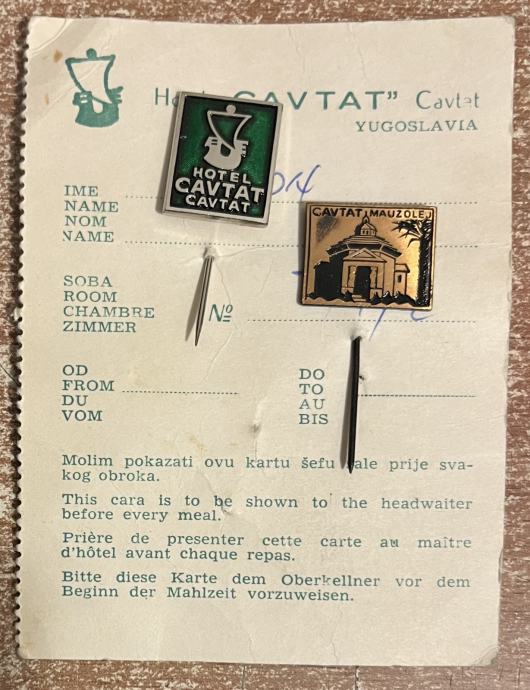 "CAVTAT" Cavtat
YUGOSLAVIA
HOTEL
CAVTAT
CAVTAT
CAVTAT MAUZOLEJ
IME
NAME
NOM
NAME
SOBA
ROOM
CHAMBRE
ZIMMER
№
OD
FROM
DU
VOM
DO
TO
AU
BIS
Molim pokazati ovu kartu šefu sale prije sva-
kog obroka.
This cara is to be shown to the headwaiter
before every meal.
Prière de presenter cette carte au maître
d'hôtel avant chaque repas.
Bitte diese Karte dem Oberkellner vor dem
Beginn der Mahlzeit vorzuweisen.